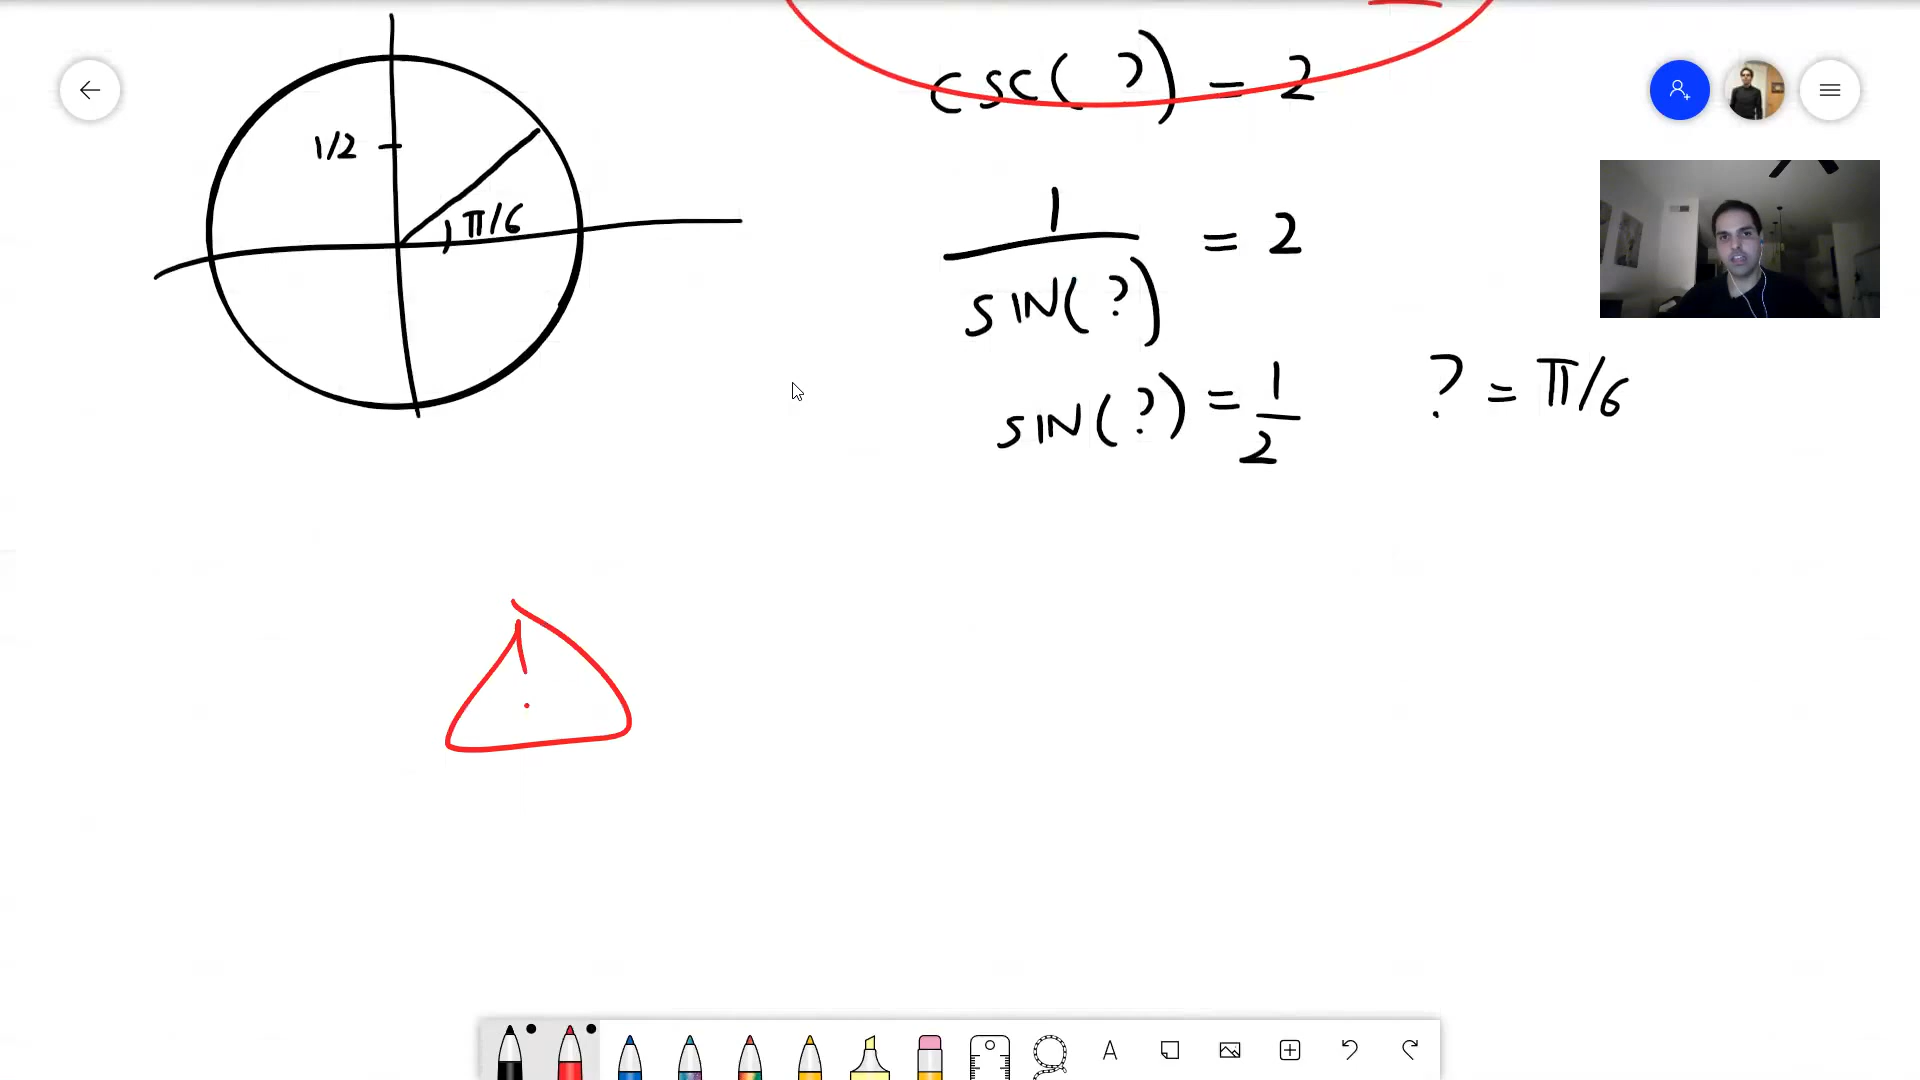 csc( ?) = 2
1/2
π/6
1
sin(?)
= 2
sin(?) = 1/2
? = π/6
!
A